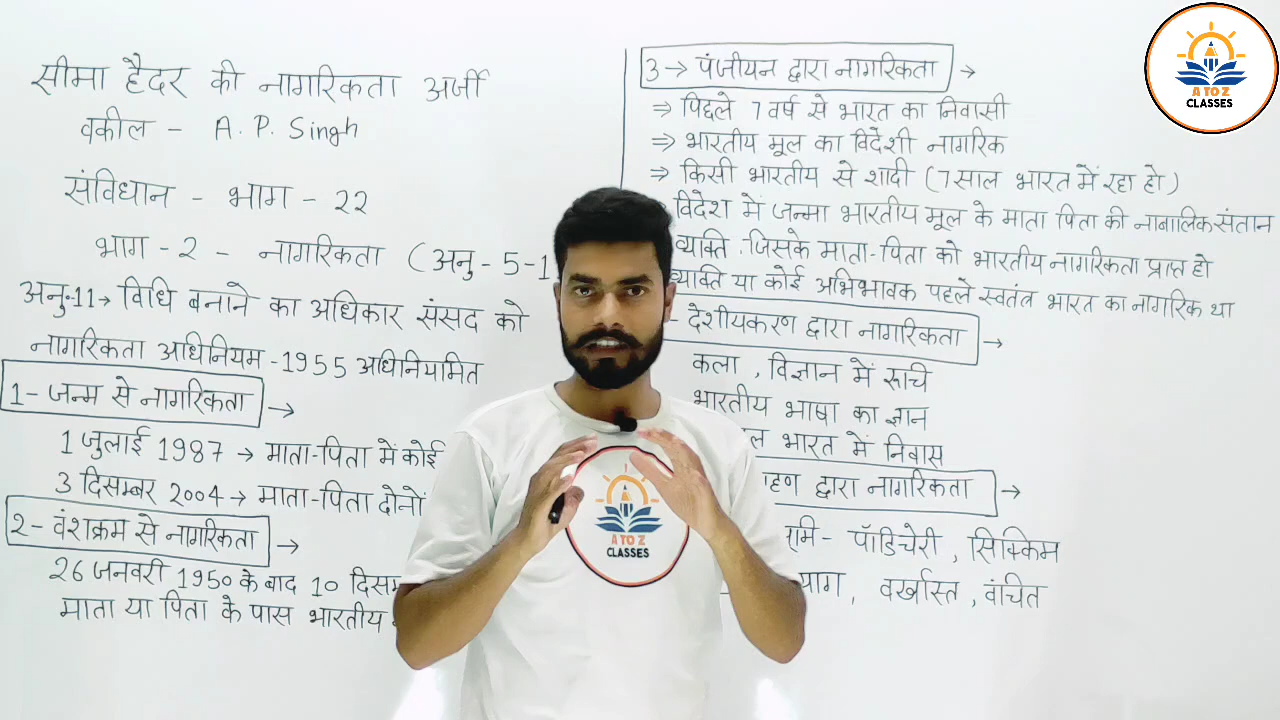 सीमा हैदर की नागरिकता अर्जी
वकील - A. P. Singh
संविधान - भाग - 22
भाग - 2 - नागरिकता (अनु - 5-1
अनु॰11→ विधि बनाने का अधिकार संसद को
नागरिकता अधिनियम - 1955 अधिनियमित
1- जन्म से नागरिकता →
1 जुलाई 1987 → माता-पिता में कोई
3 दिसम्बर 2004 → माता-पिता दोनों
2- वंशक्रम से नागरिकता →
26 जनवरी 1950 के बाद 10 दिसम
माता या पिता के पास भारतीय
3 → पंजीयन द्वारा नागरिकता →
⇒ पिछले 7 वर्ष से भारत का निवासी
⇒ भारतीय मूल का विदेशी नागरिक
⇒ किसी भारतीय से शादी (7 साल भारत में रहा हो)
विदेश में जन्मा भारतीय मूल के माता पिता की नाबालिक संतान
व्यक्ति जिसके माता-पिता को भारतीय नागरिकता प्राप्त हो
व्यक्ति या कोई अभिभावक पहले स्वतंत्र भारत का नागरिक था
- देशीयकरण द्वारा नागरिकता →
कला , विज्ञान में रूचि
भारतीय भाषा का ज्ञान
भारत में निवास
द्वारा नागरिकता →
पॉडिचेरी , सिक्किम
वर्खास्त , वंचित
A TO Z
CLASSES
A TO Z
CLASSES